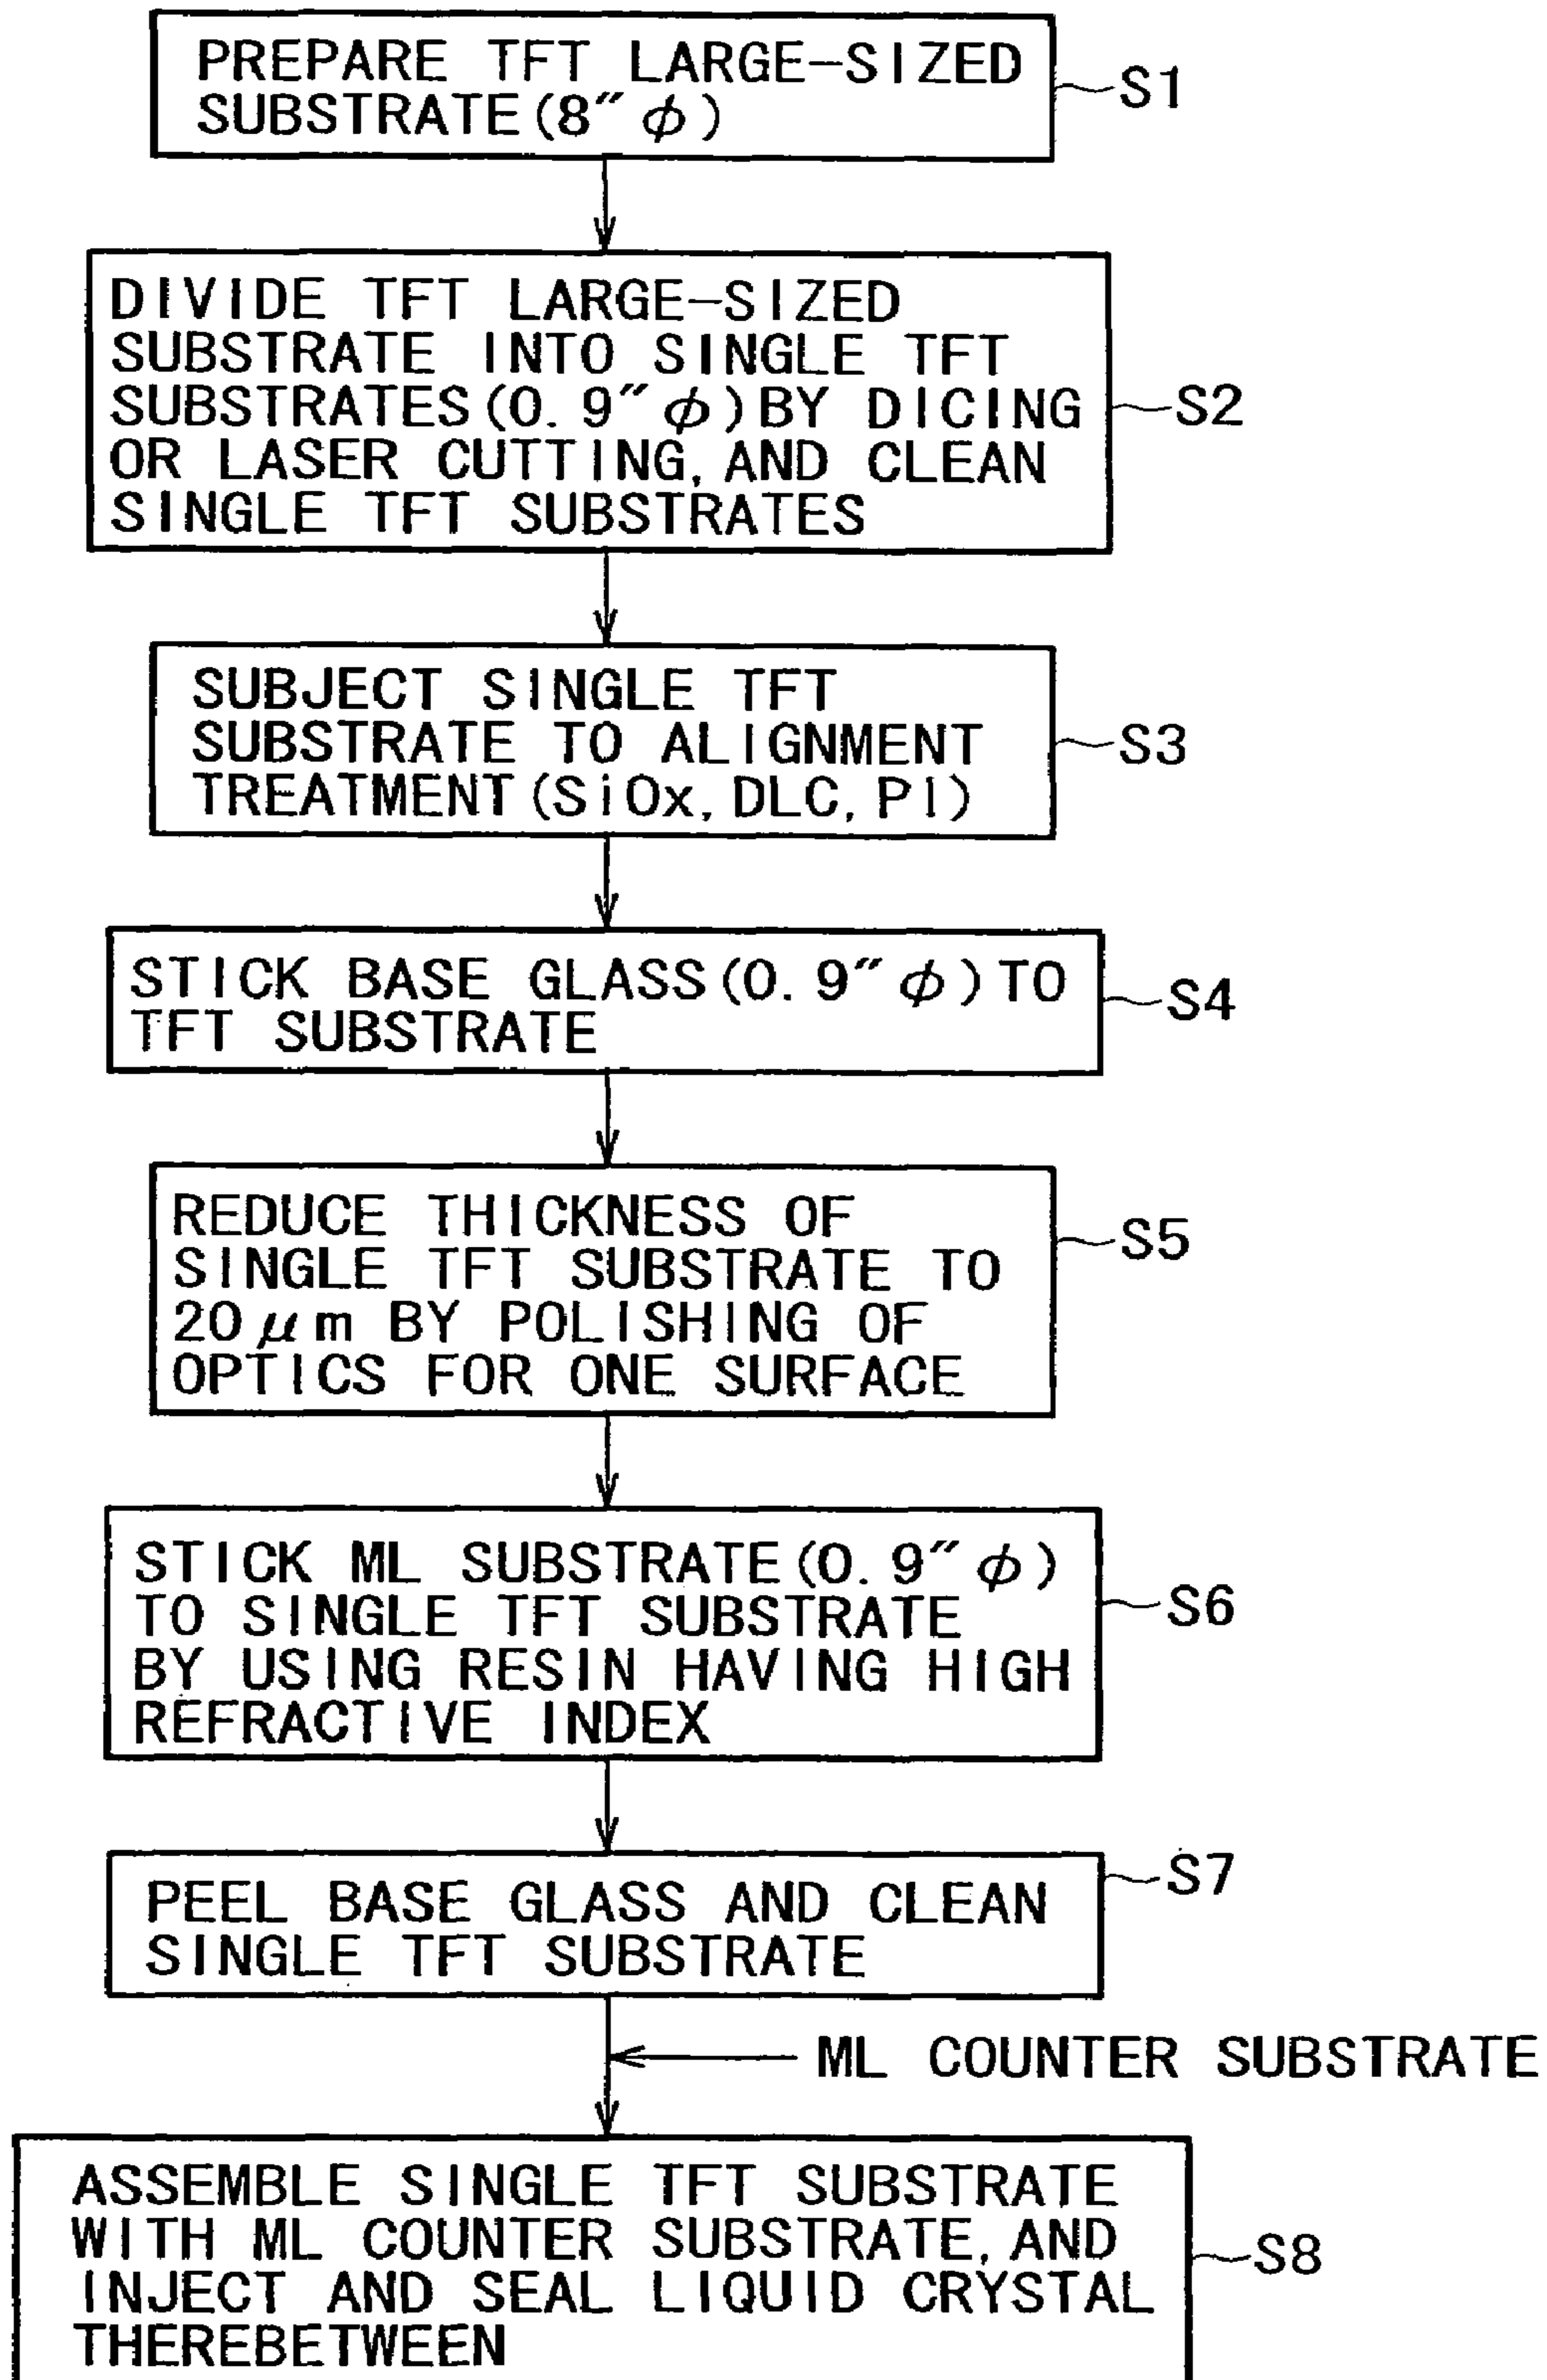 PREPARE TFT LARGE-SIZED
SUBSTRATE(8″φ)
S1
DIVIDE TFT LARGE-SIZED
SUBSTRATE INTO SINGLE TFT
SUBSTRATES(0.9″φ)BY DICING
OR LASER CUTTING, AND CLEAN
SINGLE TFT SUBSTRATES
S2
SUBJECT SINGLE TFT
SUBSTRATE TO ALIGNMENT
TREATMENT(SiOx, DLC, PI)
S3
STICK BASE GLASS(0.9″φ)TO
TFT SUBSTRATE
S4
REDUCE THICKNESS OF
SINGLE TFT SUBSTRATE TO
20μm BY POLISHING OF
OPTICS FOR ONE SURFACE
S5
STICK ML SUBSTRATE(0.9″φ)
TO SINGLE TFT SUBSTRATE
BY USING RESIN HAVING HIGH
REFRACTIVE INDEX
S6
PEEL BASE GLASS AND CLEAN
SINGLE TFT SUBSTRATE
S7
ML COUNTER SUBSTRATE
ASSEMBLE SINGLE TFT SUBSTRATE
WITH ML COUNTER SUBSTRATE, AND
INJECT AND SEAL LIQUID CRYSTAL
THEREBETWEEN
S8